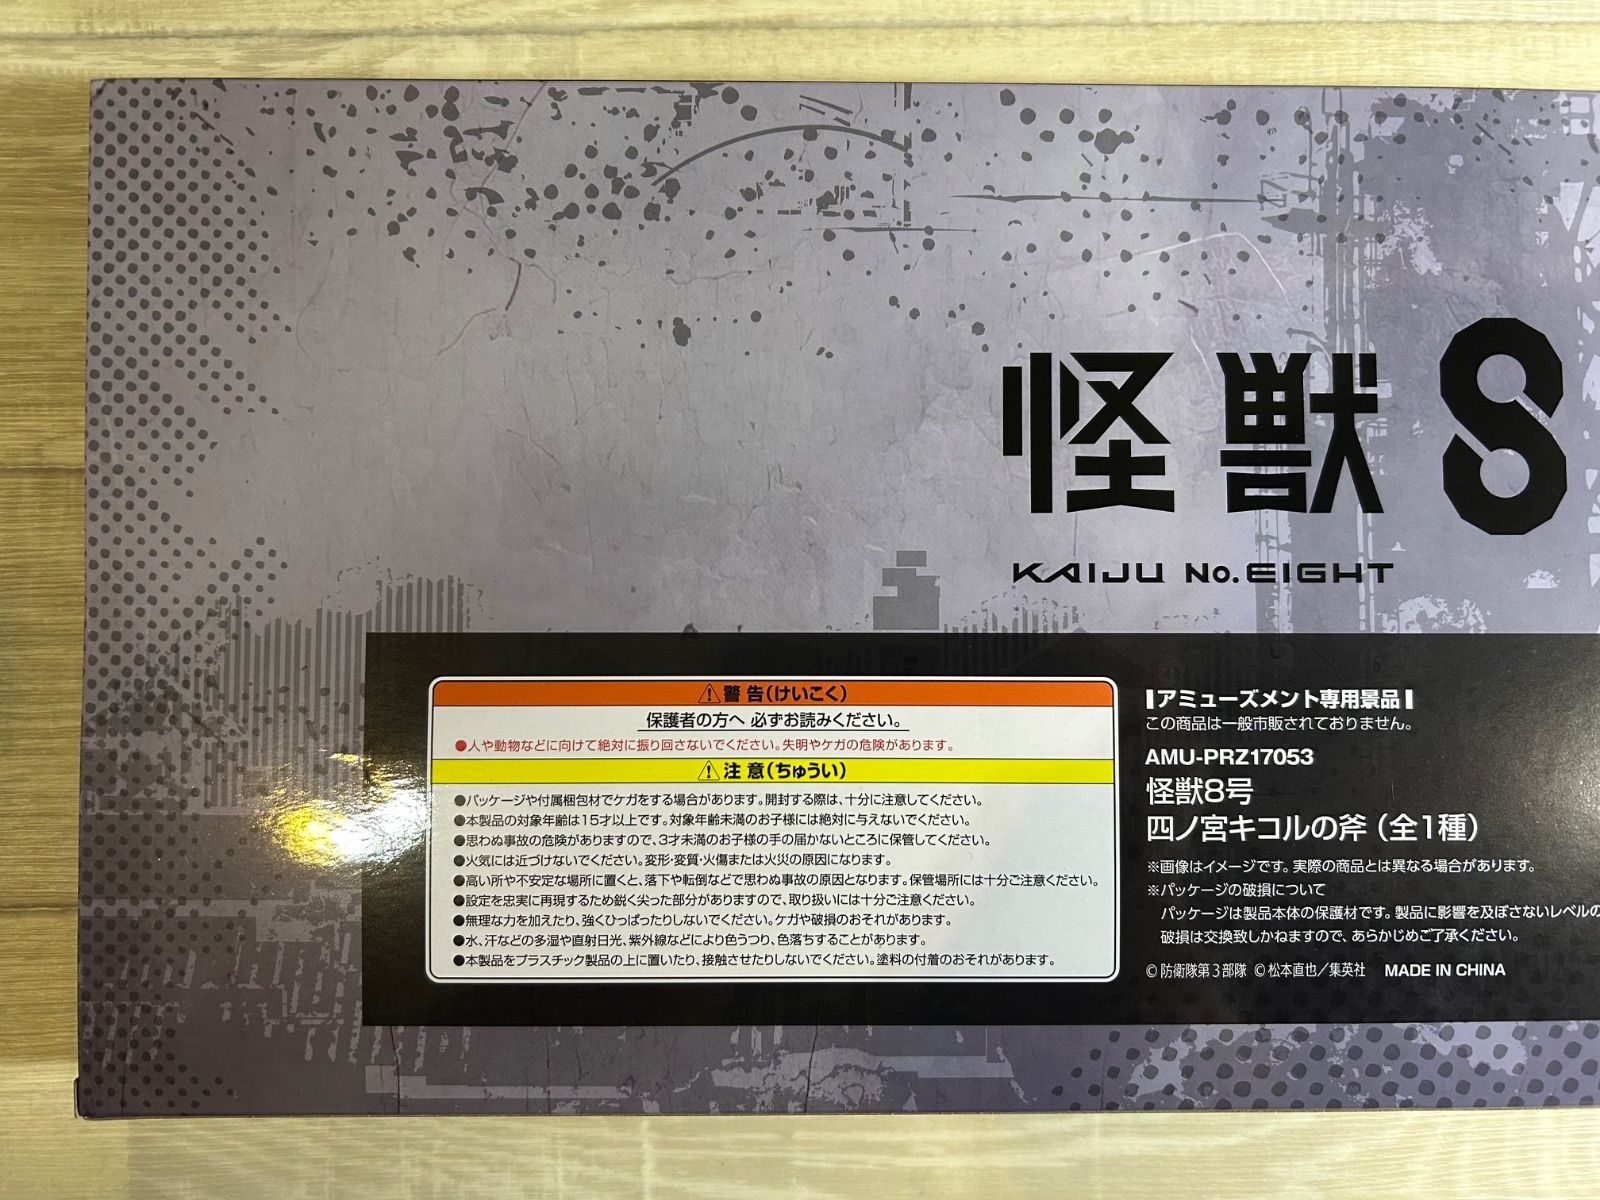 怪獣8
KAIJU No.EIGHT
⚠警告(けいこく)
保護者の方へ 必ずお読みください。
●人や動物などに向けて絶対に振り回さないでください。失明やケガの危険があります。
⚠注意(ちゅうい)
●パッケージや付属梱包材でケガをする場合があります。開封する際は、十分に注意してください。
●本製品の対象年齢は15才以上です。対象年齢未満のお子様には絶対に与えないでください。
●思わぬ事故の危険がありますので、3才未満のお子様の手の届かないところに保管してください。
●火気には近づけないでください。変形・変質・火傷または火災の原因になります。
●高い所や不安定な場所に置くと、落下や転倒などで思わぬ事故の原因となります。保管場所には十分ご注意ください。
●設定を忠実に再現するため鋭く尖った部分がありますので、取り扱いには十分ご注意ください。
●無理な力を加えたり、強くひっぱったりしないでください。ケガや破損のおそれがあります。
●水、汗などの多湿や直射日光、紫外線などにより色うつり、色落ちすることがあります。
●本製品をプラスチック製品の上に置いたり、接触させたりしないでください。塗料の付着のおそれがあります。
アミューズメント専用景品
この商品は一般市販されておりません。
AMU-PRZ17053
怪獣8号
四ノ宮キコルの斧(全1種)
※画像はイメージです。実際の商品とは異なる場合があります。
※パッケージの破損について
パッケージは製品本体の保護材です。製品に影響を及ぼさないレベルの
破損は交換致しかねますので、あらかじめご了承ください。
©防衛隊第3部隊 ©松本直也/集英社 MADE IN CHINA